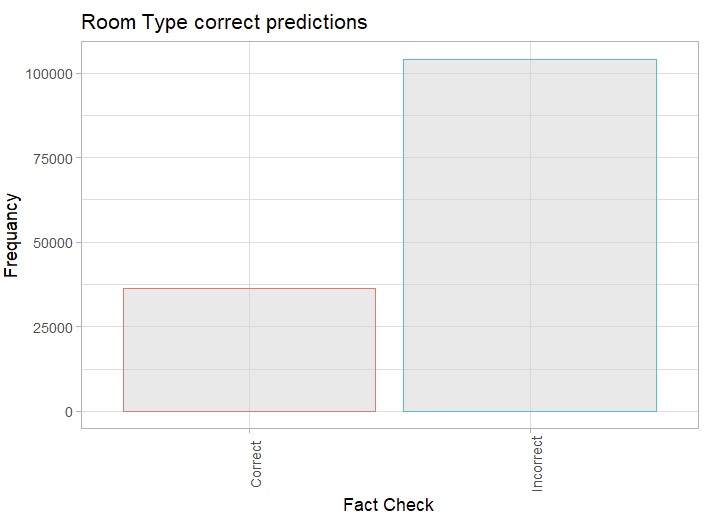 Room Type correct predictions
Frequancy
100000
75000
50000
25000
0
Correct
Incorrect
Fact Check